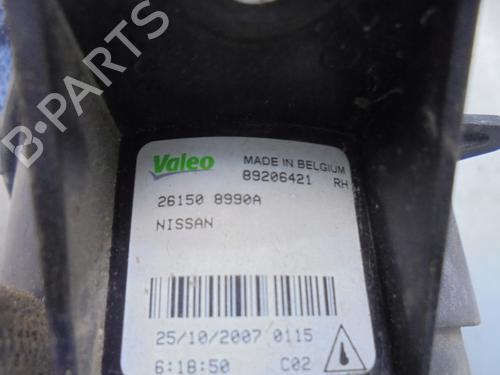 B-PARTS
Valeo
MADE IN BELGIUM
89206421 RH
26150 8990A
NISSAN
25/10/2007 0115
6:18:50 C02